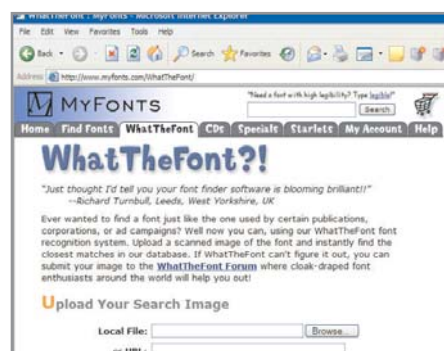 WhatTheFont : MyFonts - Microsoft Internet Explorer
File Edit View Favorites Tools Help
Back Search Favorites
Address http://www.myfonts.com/WhatTheFont/
MYFONTS
"Need a font with high legibility? Type legible!"
Search
Home Find Fonts WhatTheFont CDs Specials Starlets My Account Help
WhatTheFont?!
"Just thought I'd tell you your font finder software is blooming brilliant!!"
--Richard Turnbull, Leeds, West Yorkshire, UK
Ever wanted to find a font just like the one used by certain publications,
corporations, or ad campaigns? Well now you can, using our WhatTheFont font
recognition system. Upload a scanned image of the font and instantly find the
closest matches in our database. If WhatTheFont can't figure it out, you can
submit your image to the WhatTheFont Forum where cloak-draped font
enthusiasts around the world will help you out!
Upload Your Search Image
Local File: Browse...
or URL: